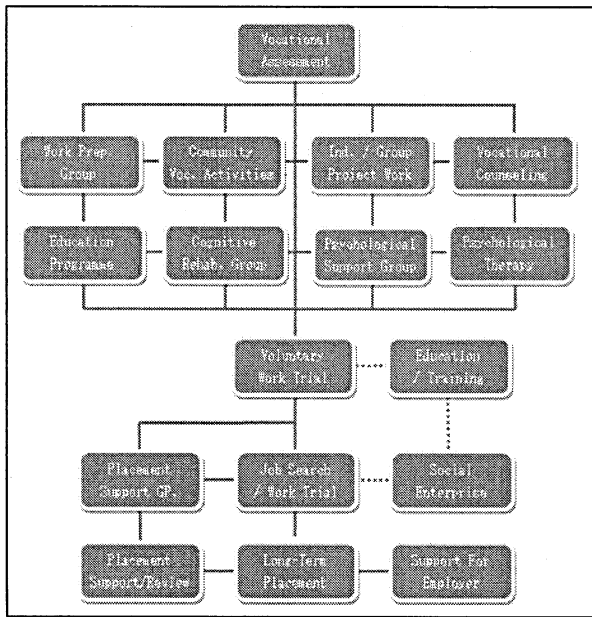 Vocational
Assessment
Work Prep
Group
Community
Voc. Activities
Ind. / Group
Project Work
Vocational
Counseling
Education
Programme
Cognitive
Rehab. Group
Psychological
Support Group
Psychological
Therapy
Voluntary
Work Trial
Education
/ Training
Placement
Support GP.
Job Search
/ Work Trial
Social
Enterprise
Placement
Support/Review
Long-Term
Placement
Support For
Employer